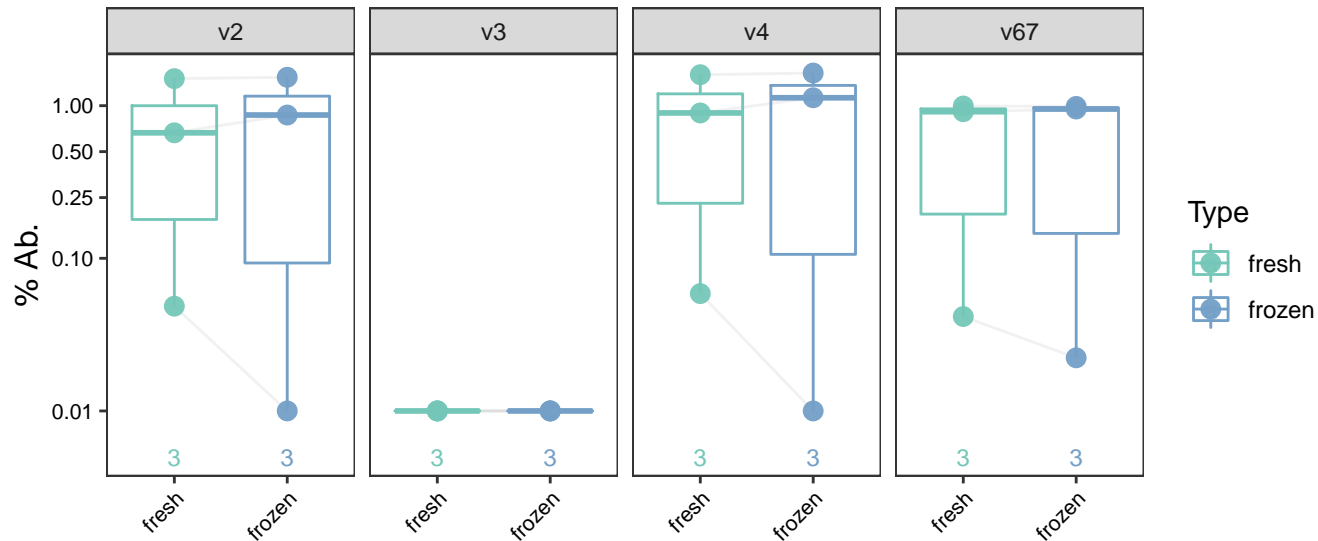 v2 v3 v4 v67
% Ab.
1.00
0.50
0.25
0.10
0.01
3 3 3 3 3 3 3 3
fresh frozen fresh frozen fresh frozen fresh frozen
Type
fresh
frozen